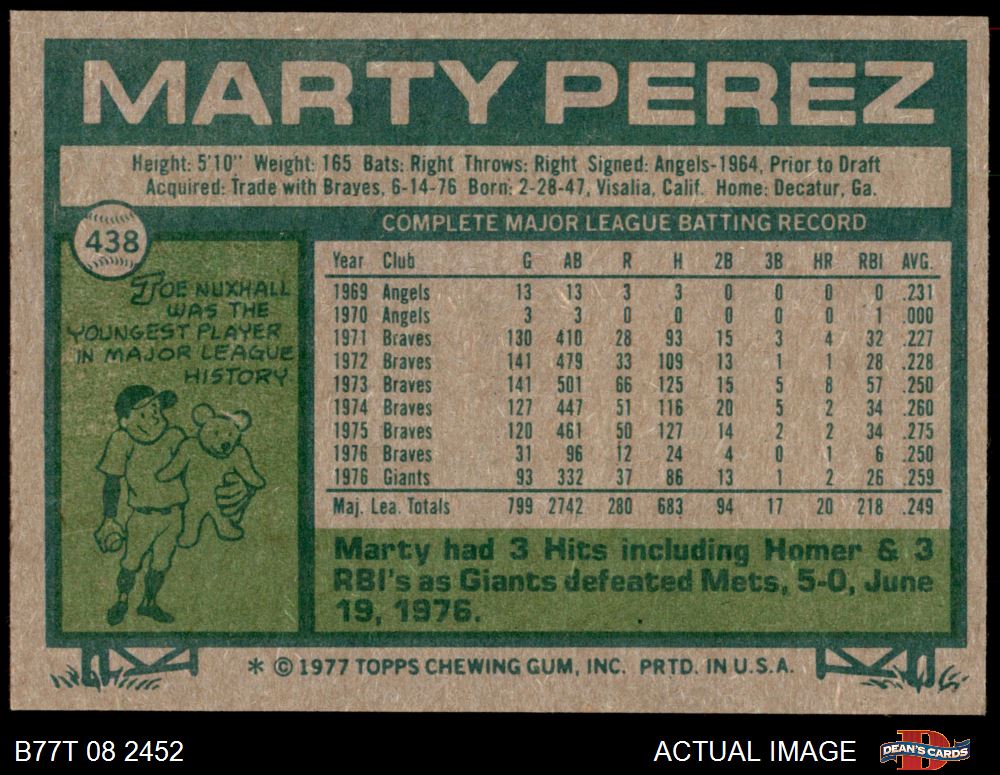 MARTY PEREZ
Height: 5'10" Weight: 165 Bats: Right Throws: Right Signed: Angels-1964, Prior to Draft
Acquired: Trade with Braves, 6-14-76 Born: 2-28-47, Visalia, Calif. Home: Decatur, Ga.
438
JOE NUXHALL
WAS THE
YOUNGEST PLAYER
IN MAJOR LEAGUE
HISTORY
COMPLETE MAJOR LEAGUE BATTING RECORD
Year Club G AB R H 2B 3B HR RBI AVG.
1969 Angels 13 13 3 3 0 0 0 0 .231
1970 Angels 3 3 0 0 0 0 0 1 .000
1971 Braves 130 410 28 93 15 3 4 32 .227
1972 Braves 141 479 33 109 13 1 1 28 .228
1973 Braves 141 501 66 125 15 5 8 57 .250
1974 Braves 127 447 51 116 20 5 2 34 .260
1975 Braves 120 461 50 127 14 2 2 34 .275
1976 Braves 31 96 12 24 4 0 1 6 .250
1976 Giants 93 332 37 86 13 1 2 26 .259
Maj. Lea. Totals 799 2742 280 683 94 17 20 218 .249
Marty had 3 Hits including Homer & 3
RBI's as Giants defeated Mets, 5-0, June
19, 1976.
* © 1977 TOPPS CHEWING GUM, INC. PRTD. IN U.S.A.
B77T 08 2452 ACTUAL IMAGE
D
DEAN'S CARDS